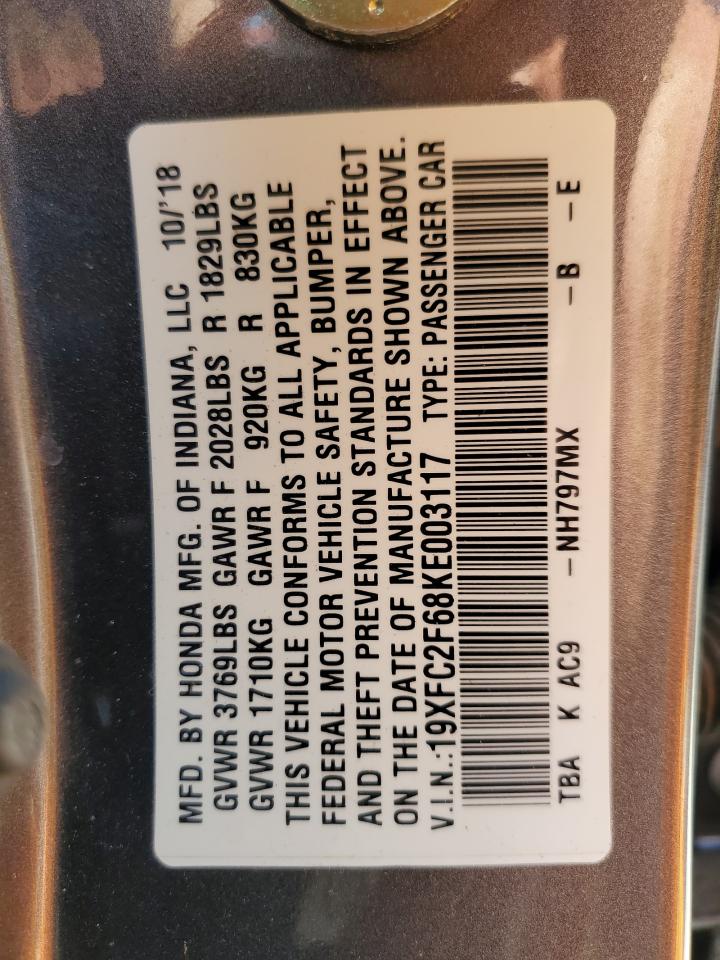 MFD. BY HONDA MFG. OF INDIANA, LLC 10/'18
GVWR 3769LBS GAWR F 2028LBS R 1829LBS
GVWR 1710KG GAWR F 920KG R 830KG
THIS VEHICLE CONFORMS TO ALL APPLICABLE
FEDERAL MOTOR VEHICLE SAFETY, BUMPER,
AND THEFT PREVENTION STANDARDS IN EFFECT
ON THE DATE OF MANUFACTURE SHOWN ABOVE.
V.I.N.:19XFC2F68KE003117 TYPE: PASSENGER CAR
TBA K AC9 –NH797MX –B –E